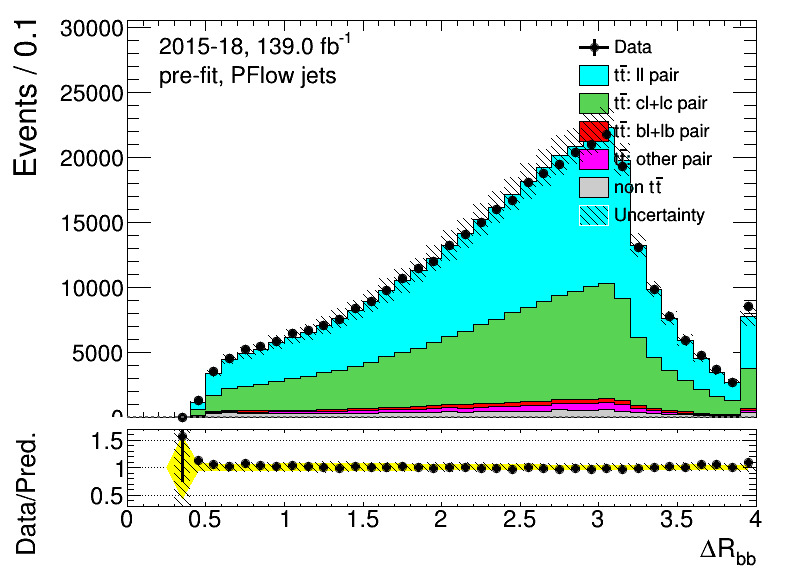 30000
25000
20000
15000
10000
5000
0
Events / 0.1
2015-18, 139.0 fb⁻¹
pre-fit, PFlow jets
Data
tt̄: ll pair
tt̄: cl+lc pair
tt̄: bl+lb pair
tt̄: other pair
non tt̄
Uncertainty
1.5
1
0.5
Data/Pred.
0 0.5 1 1.5 2 2.5 3 3.5 4
ΔR_bb